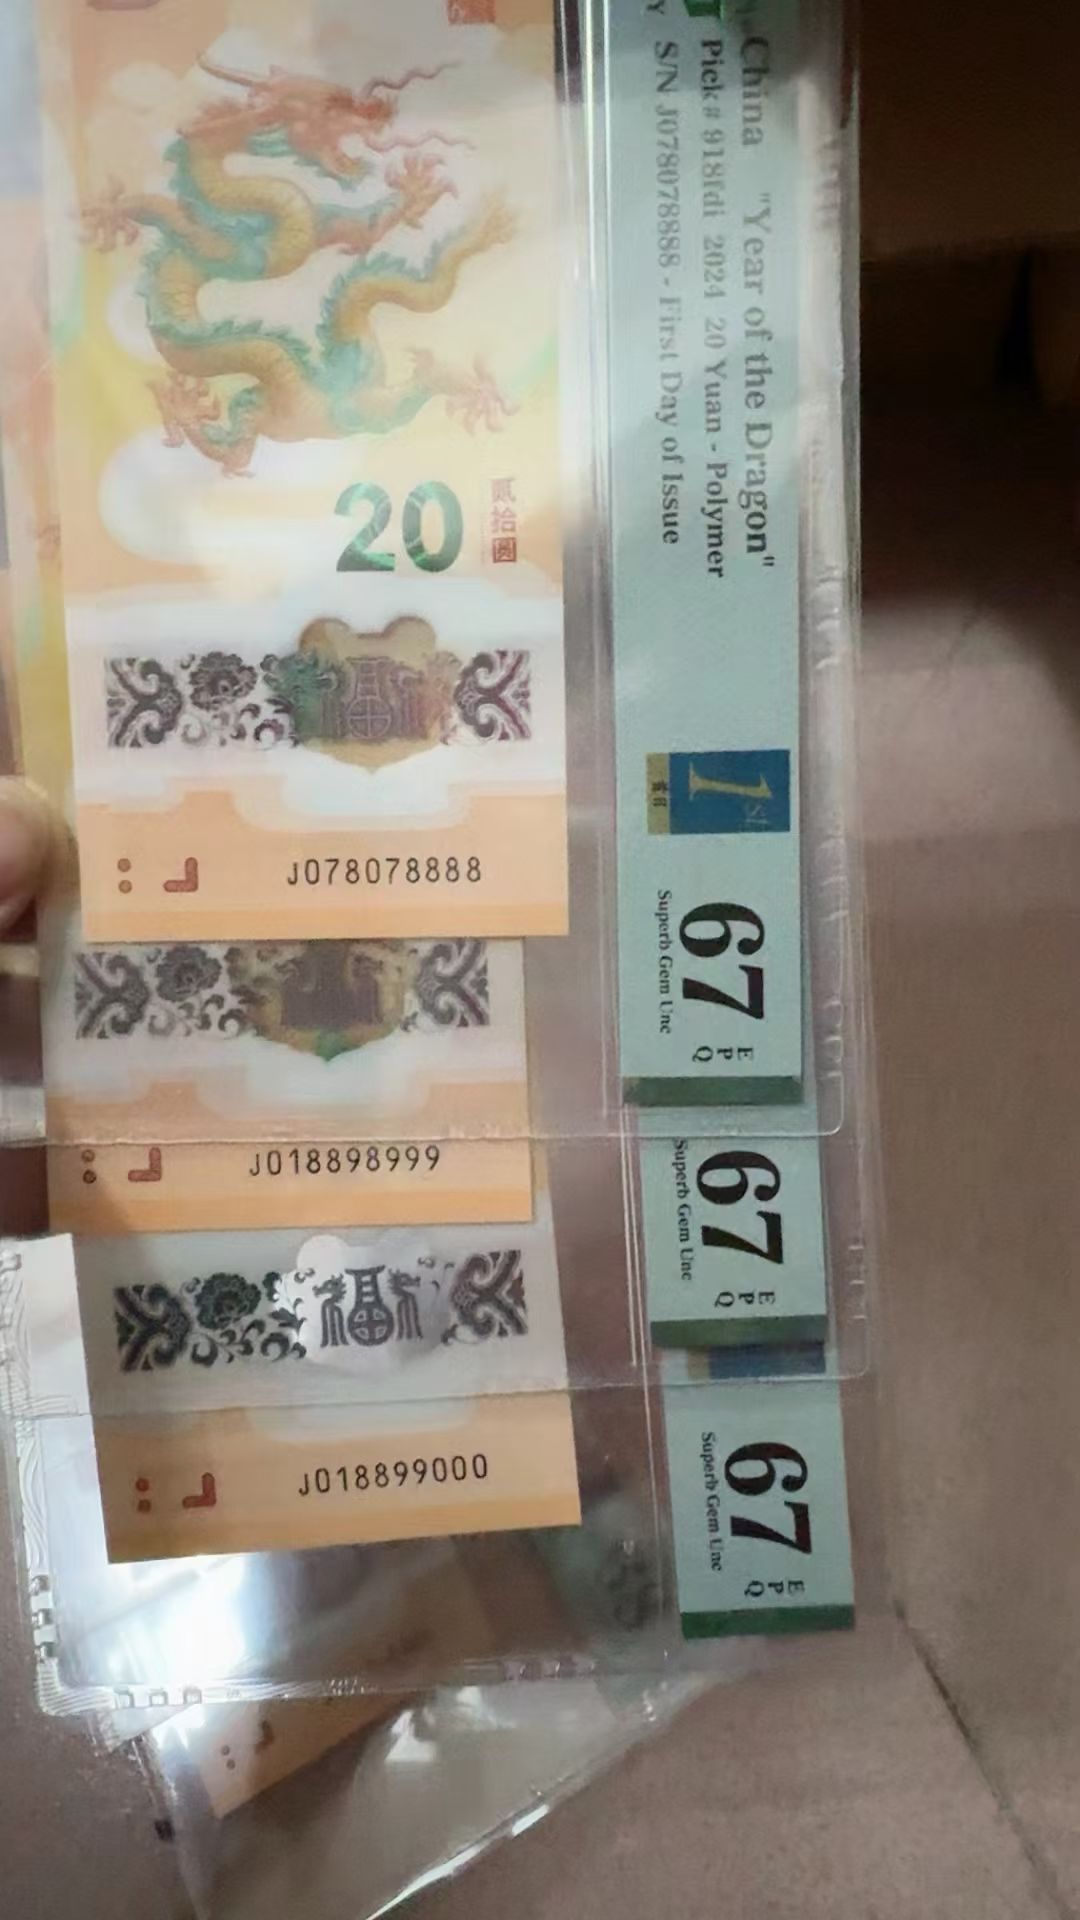 China "Year of the Dragon"
Pick# 918fdi 2024 20 Yuan - Polymer
S/N J078078888 - First Day of Issue
1st
67 EPQ
Superb Gem Unc
20
贰拾圆
J078078888
67 EPQ
Superb Gem Unc
J018898999
67 EPQ
Superb Gem Unc
J018899000